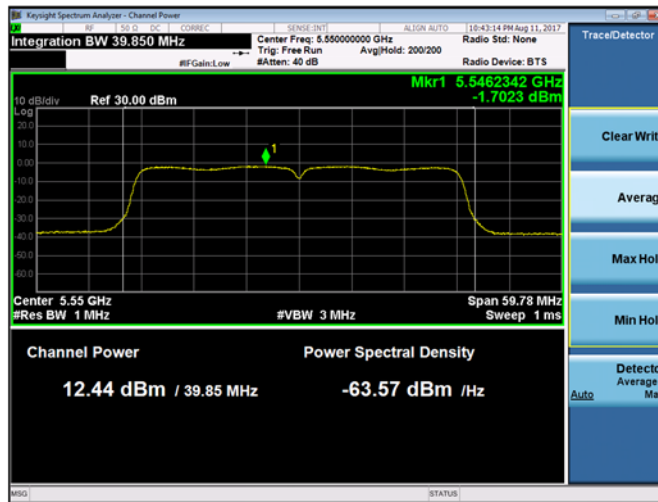 Keysight Spectrum Analyzer - Channel Power
RF 50 Ω DC CORREC SENSE:INT ALIGN AUTO 10:43:14 PM Aug 11, 2017
Integration BW 39.850 MHz
Center Freq: 5.550000000 GHz
Radio Std: None
Trig: Free Run Avg|Hold: 200/200
#IFGain:Low #Atten: 40 dB Radio Device: BTS
Trace/Detector
Mkr1 5.5462342 GHz
-1.7023 dBm
10 dB/div Ref 30.00 dBm
Log
20.0
10.0
0.00
-10.0
-20.0
-30.0
-40.0
-50.0
-60.0
1
Center 5.55 GHz Span 59.78 MHz
#Res BW 1 MHz #VBW 3 MHz Sweep 1 ms
Channel Power Power Spectral Density
12.44 dBm / 39.85 MHz -63.57 dBm /Hz
Clear Writ
Averag
Max Hol
Min Hol
Detecto
Average
Auto Ma
MSG STATUS